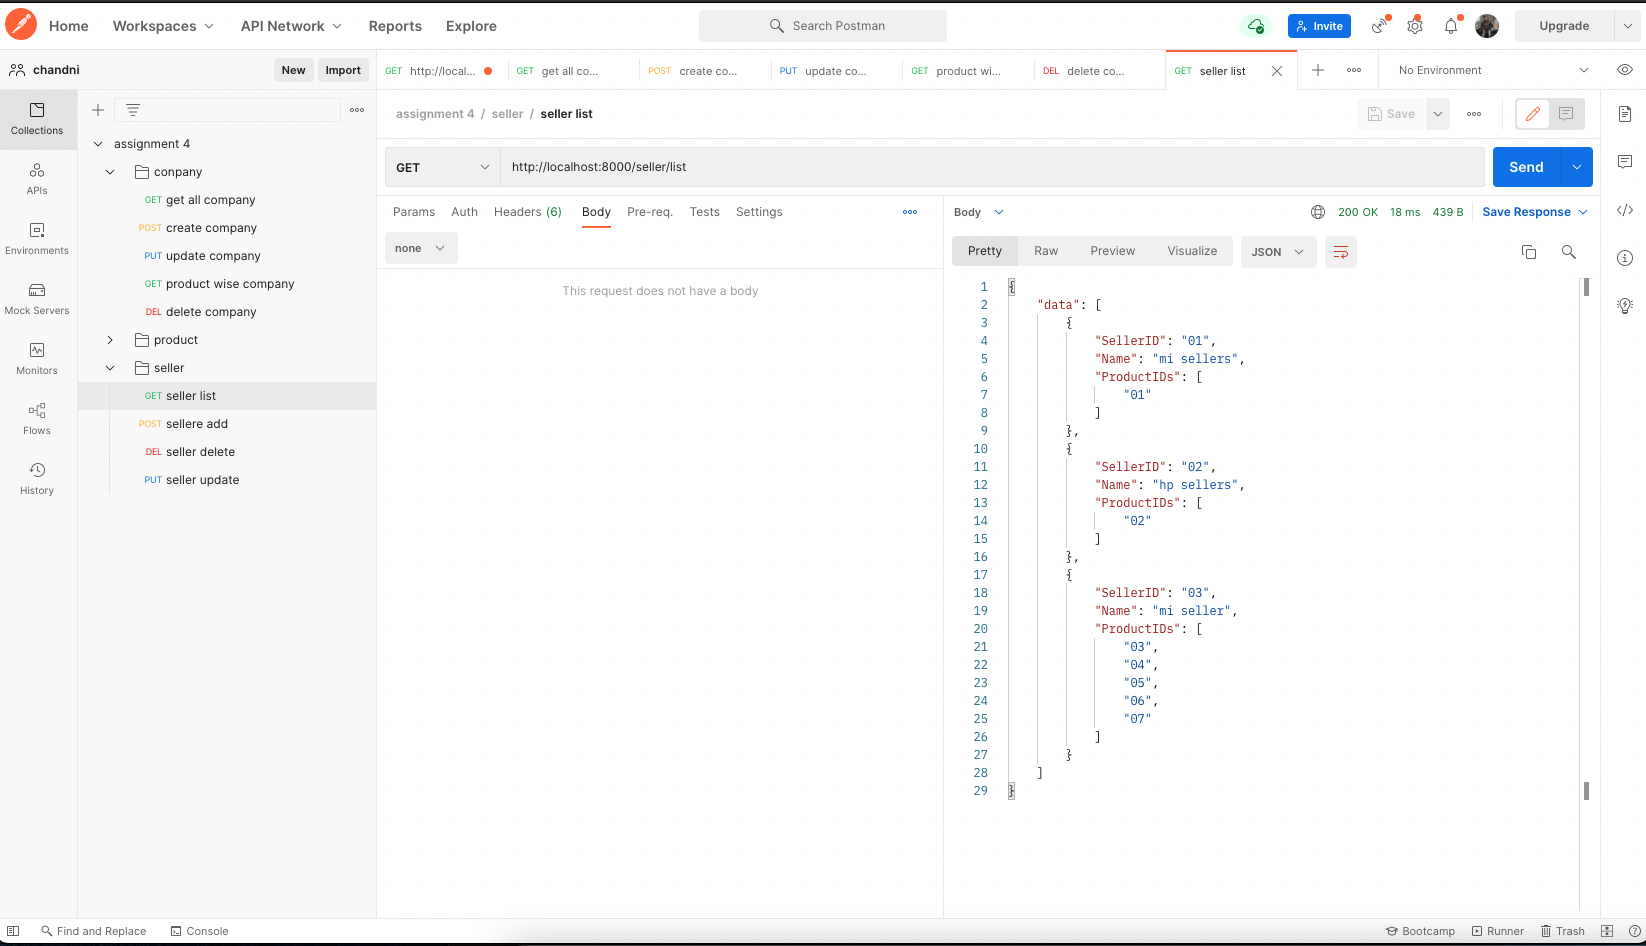 Home Workspaces API Network Reports Explore Search Postman Invite Upgrade
chandni New Import
GET http://local... GET get all co... POST create co... PUT update co... GET product wi... DEL delete co... GET seller list No Environment
Collections
APIs
Environments
Mock Servers
Monitors
Flows
History
assignment 4
conpany
GET get all company
POST create company
PUT update company
GET product wise company
DEL delete company
product
seller
GET seller list
POST sellere add
DEL seller delete
PUT seller update
assignment 4 / seller / seller list Save
GET http://localhost:8000/seller/list Send
Params Auth Headers (6) Body Pre-req. Tests Settings
none
This request does not have a body
Body 200 OK 18 ms 439 B Save Response
Pretty Raw Preview Visualize JSON
1 {
2 "data": [
3 {
4 "SellerID": "01",
5 "Name": "mi sellers",
6 "ProductIDs": [
7 "01"
8 ]
9 },
10 {
11 "SellerID": "02",
12 "Name": "hp sellers",
13 "ProductIDs": [
14 "02"
15 ]
16 },
17 {
18 "SellerID": "03",
19 "Name": "mi seller",
20 "ProductIDs": [
21 "03",
22 "04",
23 "05",
24 "06",
25 "07"
26 ]
27 }
28 ]
29 }
Find and Replace Console Bootcamp Runner Trash